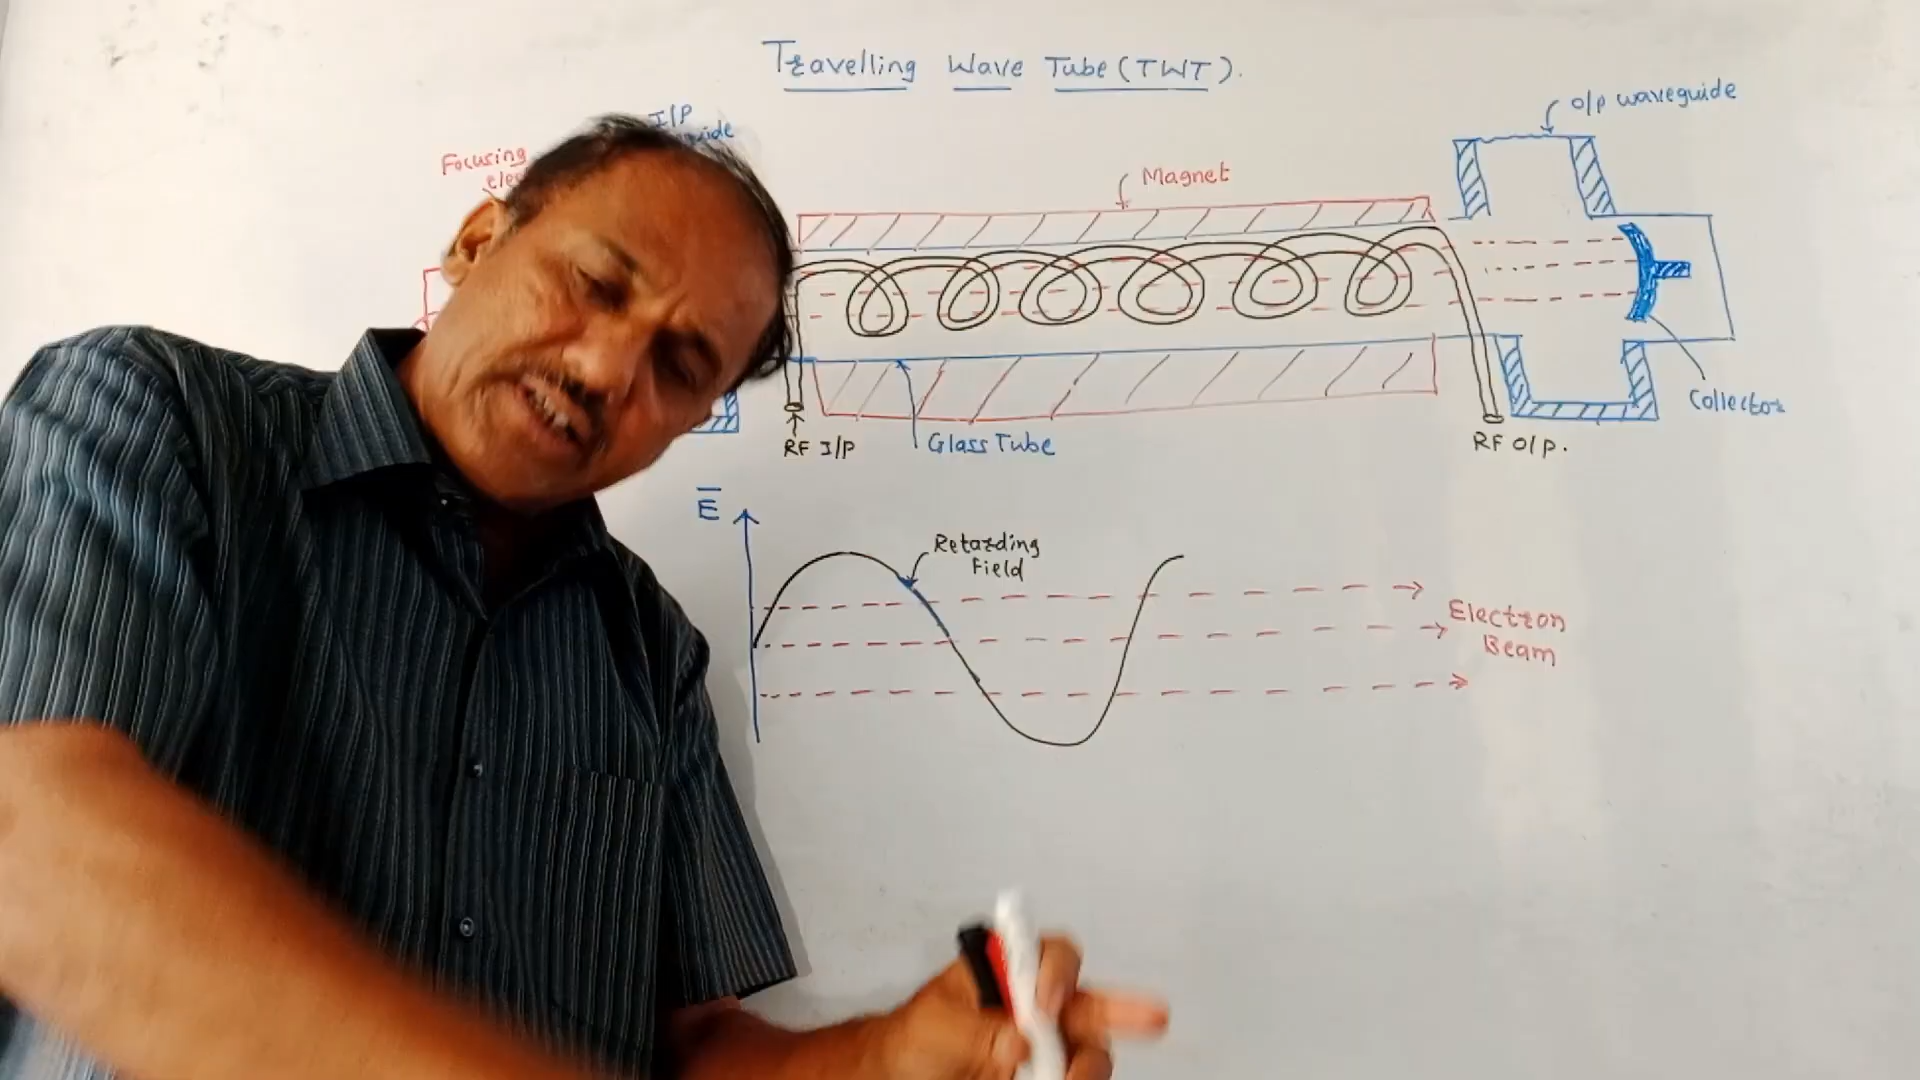 Travelling Wave Tube (TWT).
O/P waveguide
I/P
Focusing
Magnet
Collector
RF I/P
Glass Tube
RF O/P.
E
Retarding
Field
Electron
Beam